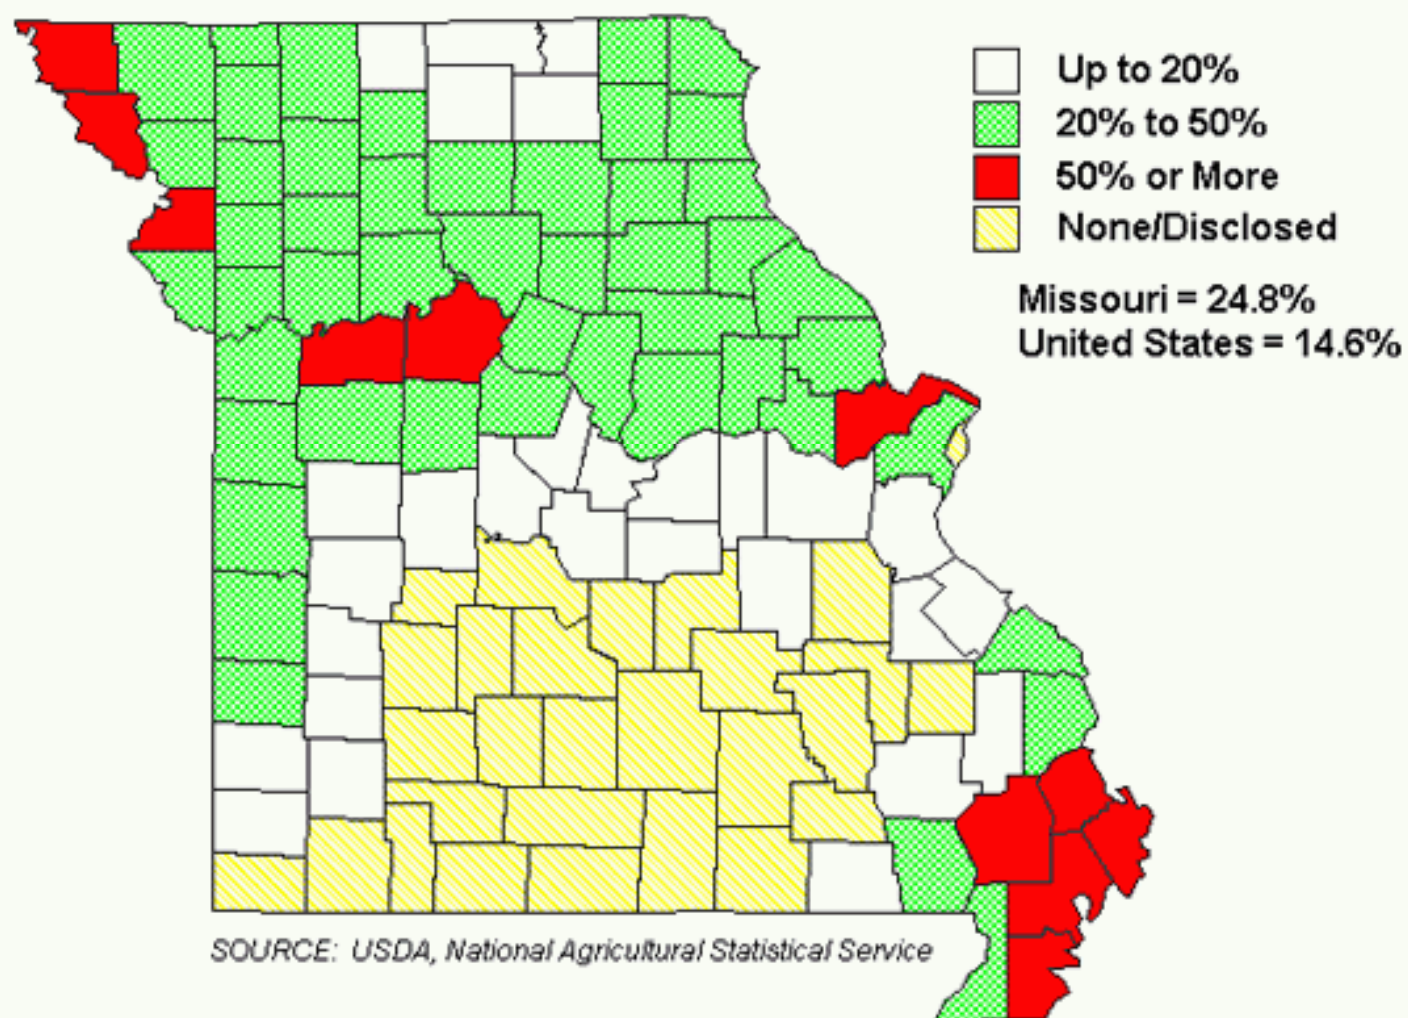 Up to 20%
20% to 50%
50% or More
None/Disclosed
Missouri = 24.8%
United States = 14.6%
SOURCE: USDA, National Agricultural Statistical Service